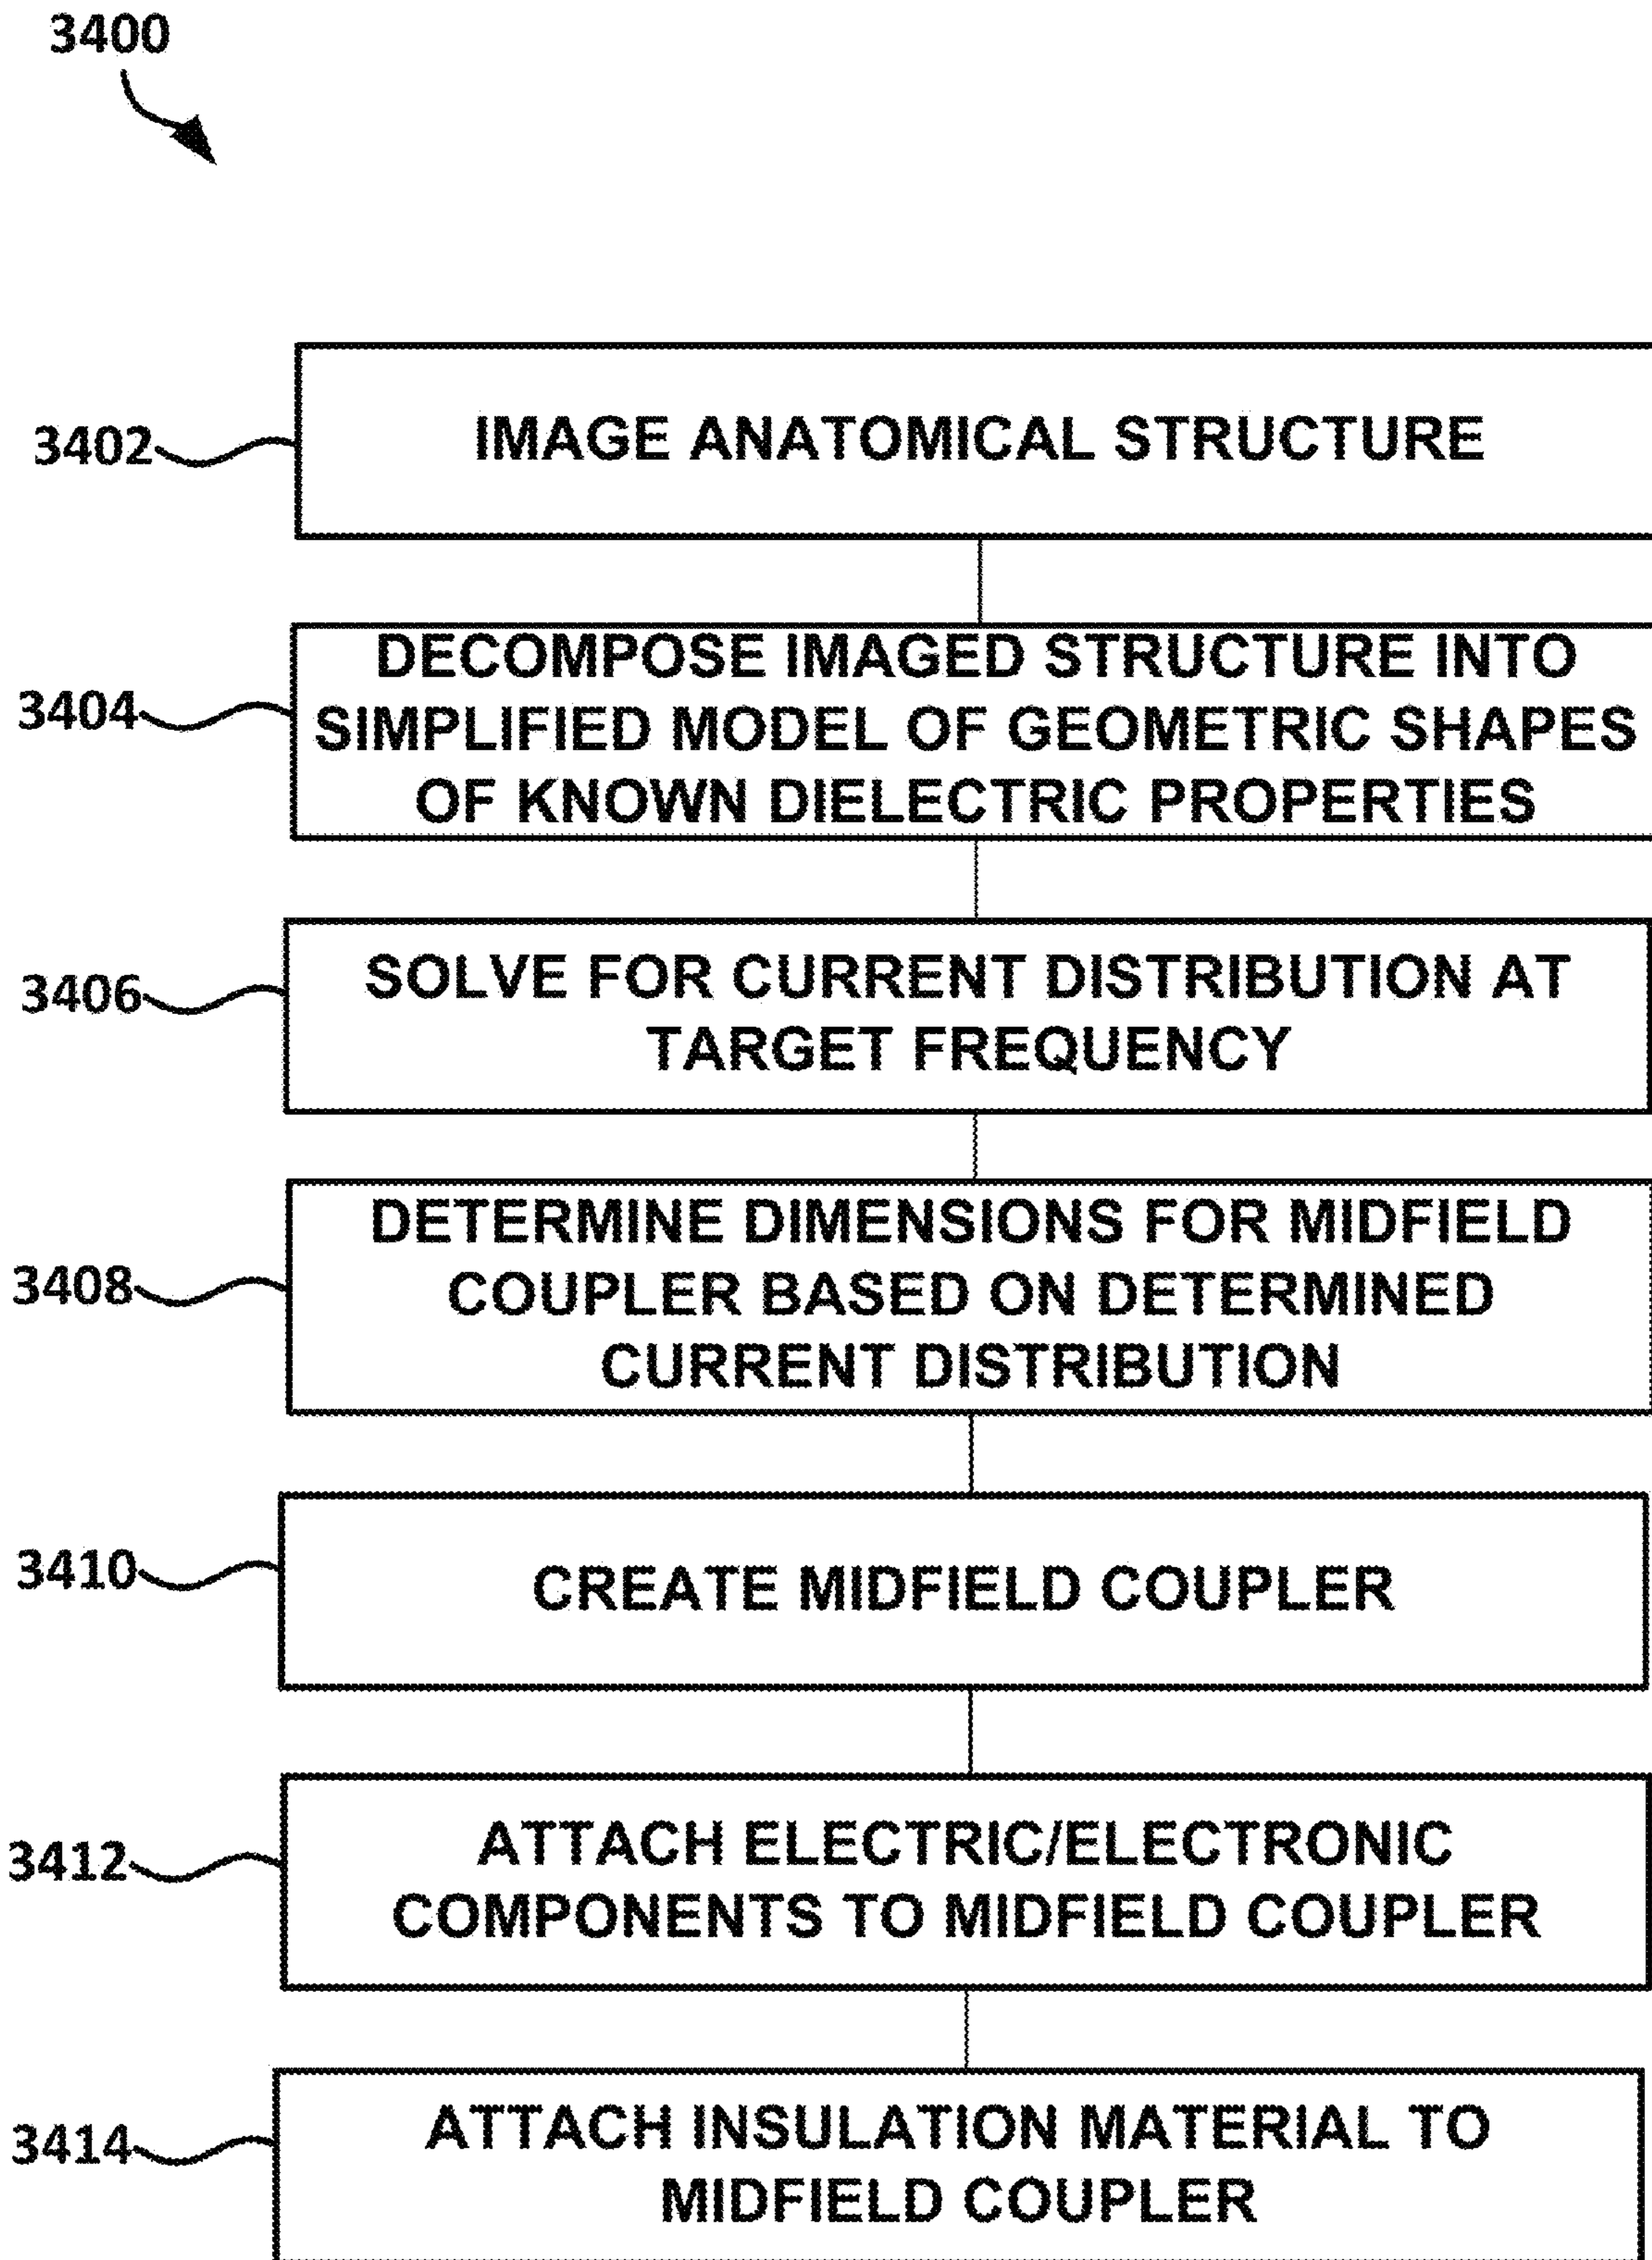 3400
3402
IMAGE ANATOMICAL STRUCTURE
3404
DECOMPOSE IMAGED STRUCTURE INTO
SIMPLIFIED MODEL OF GEOMETRIC SHAPES
OF KNOWN DIELECTRIC PROPERTIES
3406
SOLVE FOR CURRENT DISTRIBUTION AT
TARGET FREQUENCY
3408
DETERMINE DIMENSIONS FOR MIDFIELD
COUPLER BASED ON DETERMINED
CURRENT DISTRIBUTION
3410
CREATE MIDFIELD COUPLER
3412
ATTACH ELECTRIC/ELECTRONIC
COMPONENTS TO MIDFIELD COUPLER
3414
ATTACH INSULATION MATERIAL TO
MIDFIELD COUPLER